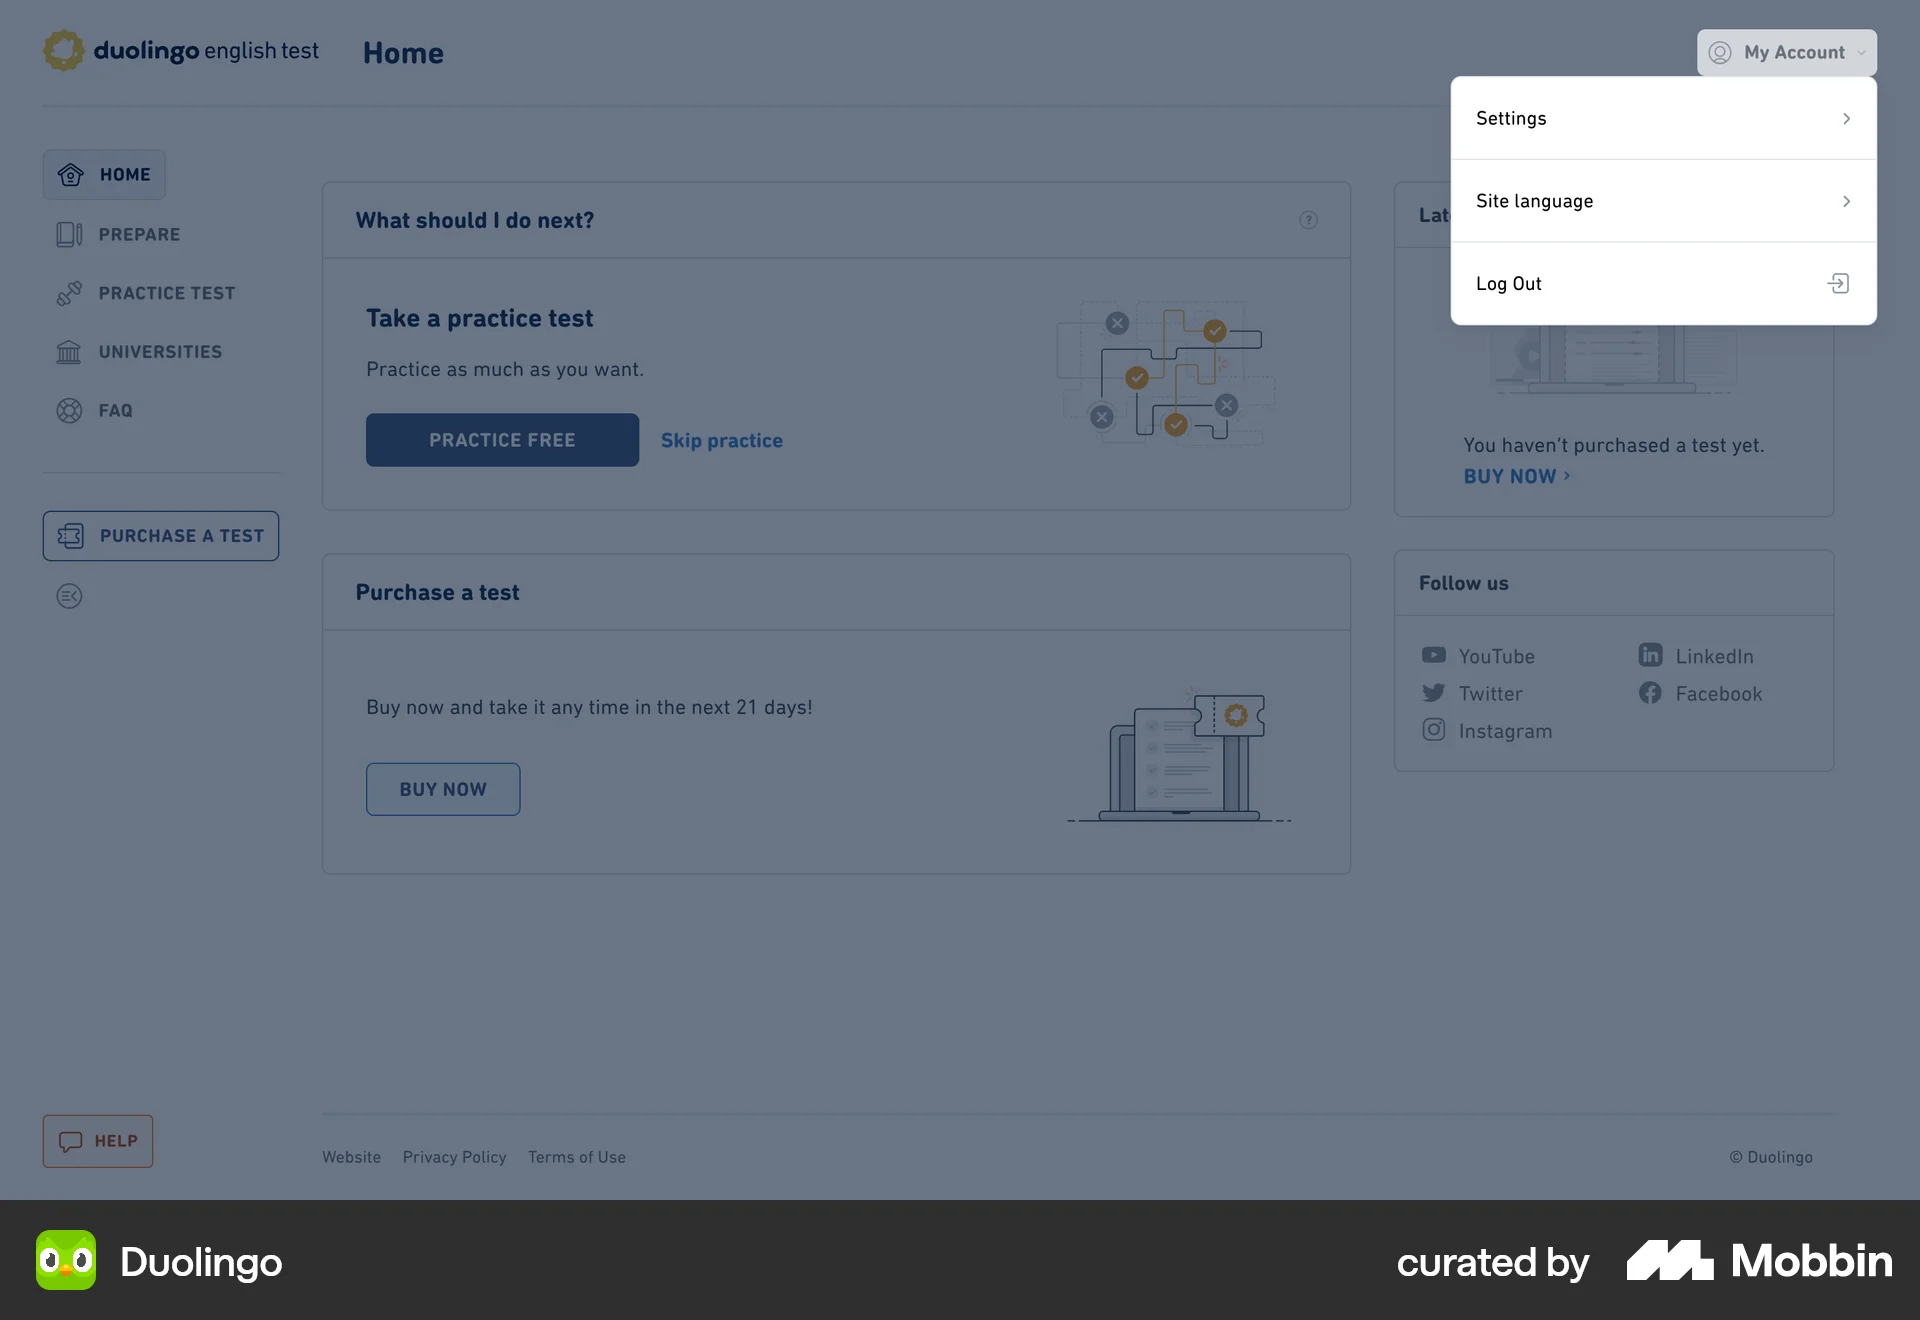 duolingo english test
Home
My Account
Settings
Site language
Log Out
HOME
PREPARE
PRACTICE TEST
UNIVERSITIES
FAQ
PURCHASE A TEST
What should I do next?
?
Take a practice test
Practice as much as you want.
PRACTICE FREE
Skip practice
Purchase a test
Buy now and take it any time in the next 21 days!
BUY NOW
You haven’t purchased a test yet.
BUY NOW
Follow us
YouTube
LinkedIn
Twitter
Facebook
Instagram
HELP
Website
Privacy Policy
Terms of Use
© Duolingo
Duolingo
curated by
Mobbin